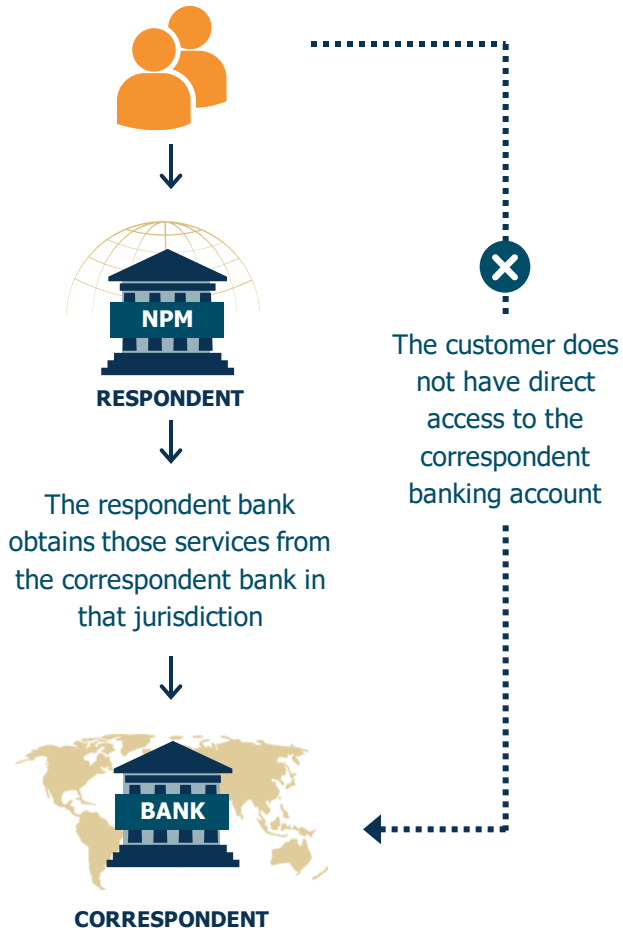 NPM
RESPONDENT
The respondent bank
obtains those services from
the correspondent bank in
that jurisdiction
BANK
CORRESPONDENT
The customer does
not have direct
access to the
correspondent
banking account